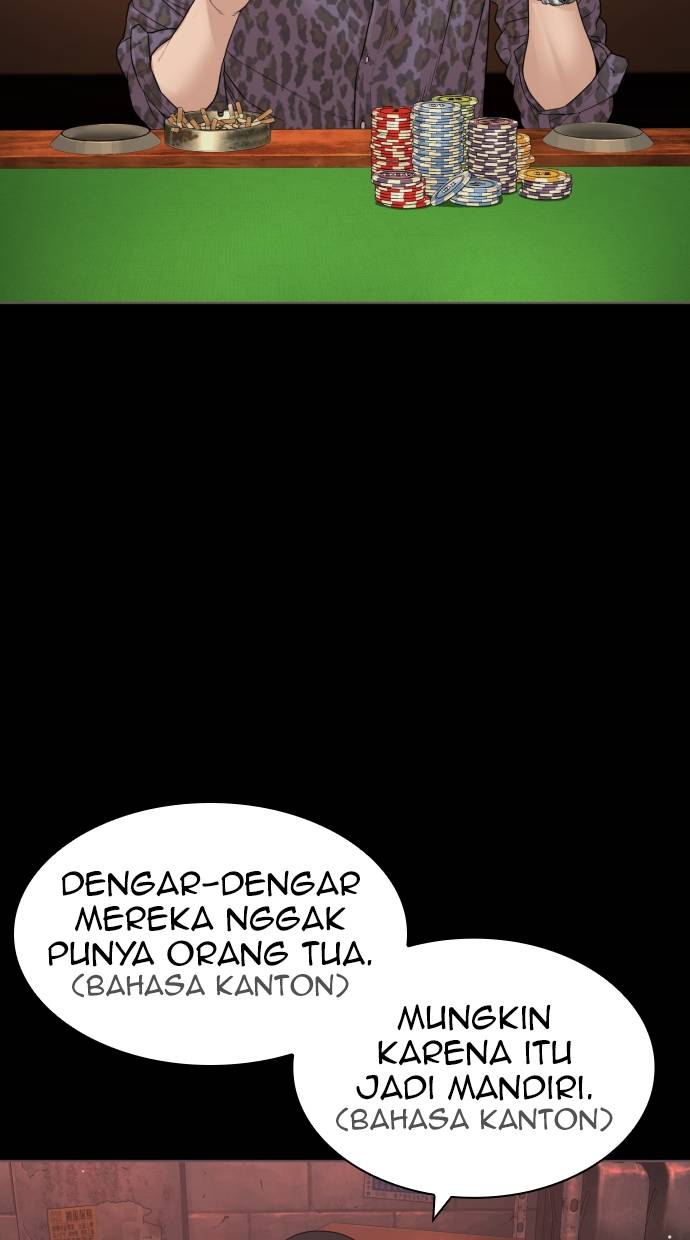 DENGAR-DENGAR
MEREKA NGGAK
PUNYA ORANG TUA.
(BAHASA KANTON)
MUNGKIN
KARENA ITU
JADI MANDIRI.
(BAHASA KANTON)